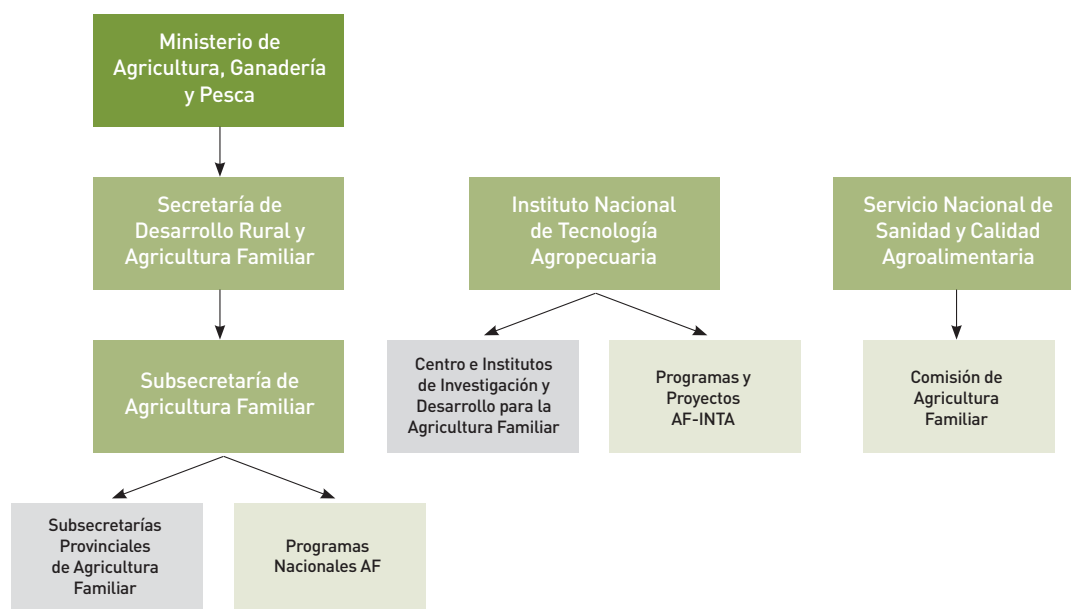 Ministerio de
Agricultura, Ganadería
y Pesca
Secretaría de
Desarrollo Rural y
Agricultura Familiar
Instituto Nacional
de Tecnología
Agropecuaria
Servicio Nacional de
Sanidad y Calidad
Agroalimentaria
Subsecretaría de
Agricultura Familiar
Centro e Institutos
de Investigación y
Desarrollo para la
Agricultura Familiar
Programas y
Proyectos
AF-INTA
Comisión de
Agricultura
Familiar
Subsecretarías
Provinciales
de Agricultura
Familiar
Programas
Nacionales AF